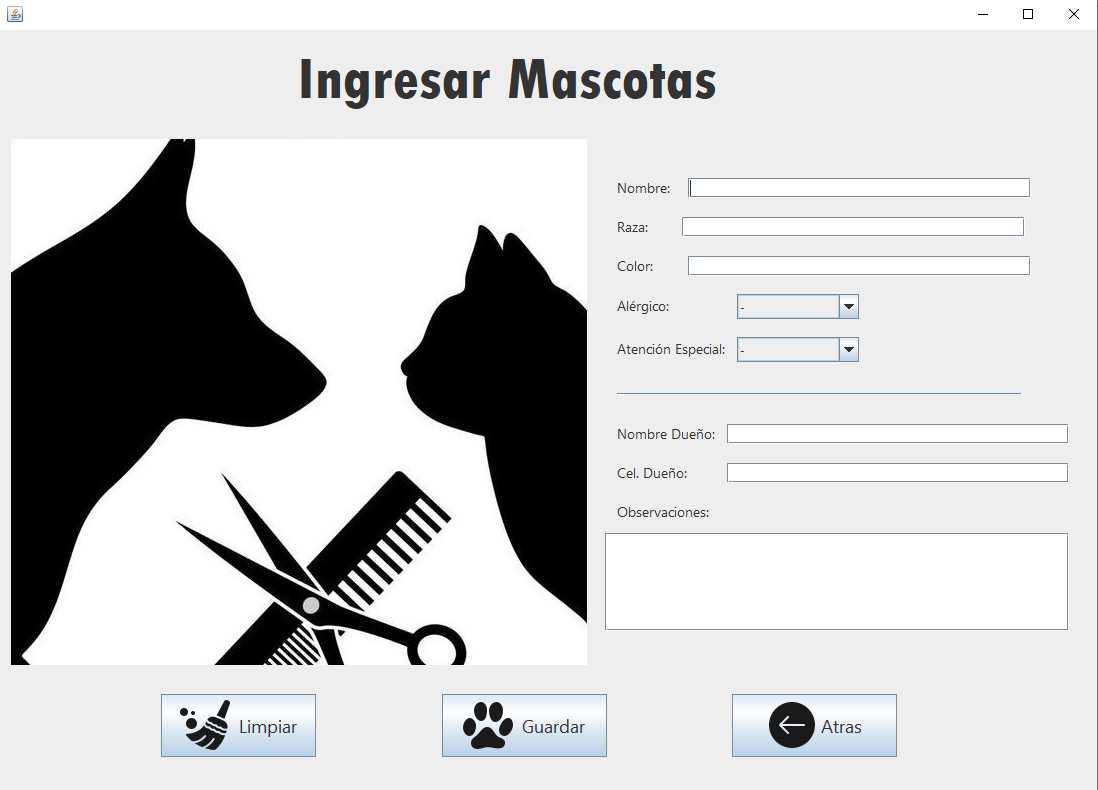 Ingresar Mascotas
Nombre:
Raza:
Color:
Alérgico: -
Atención Especial: -
Nombre Dueño:
Cel. Dueño:
Observaciones:
Limpiar Guardar Atras